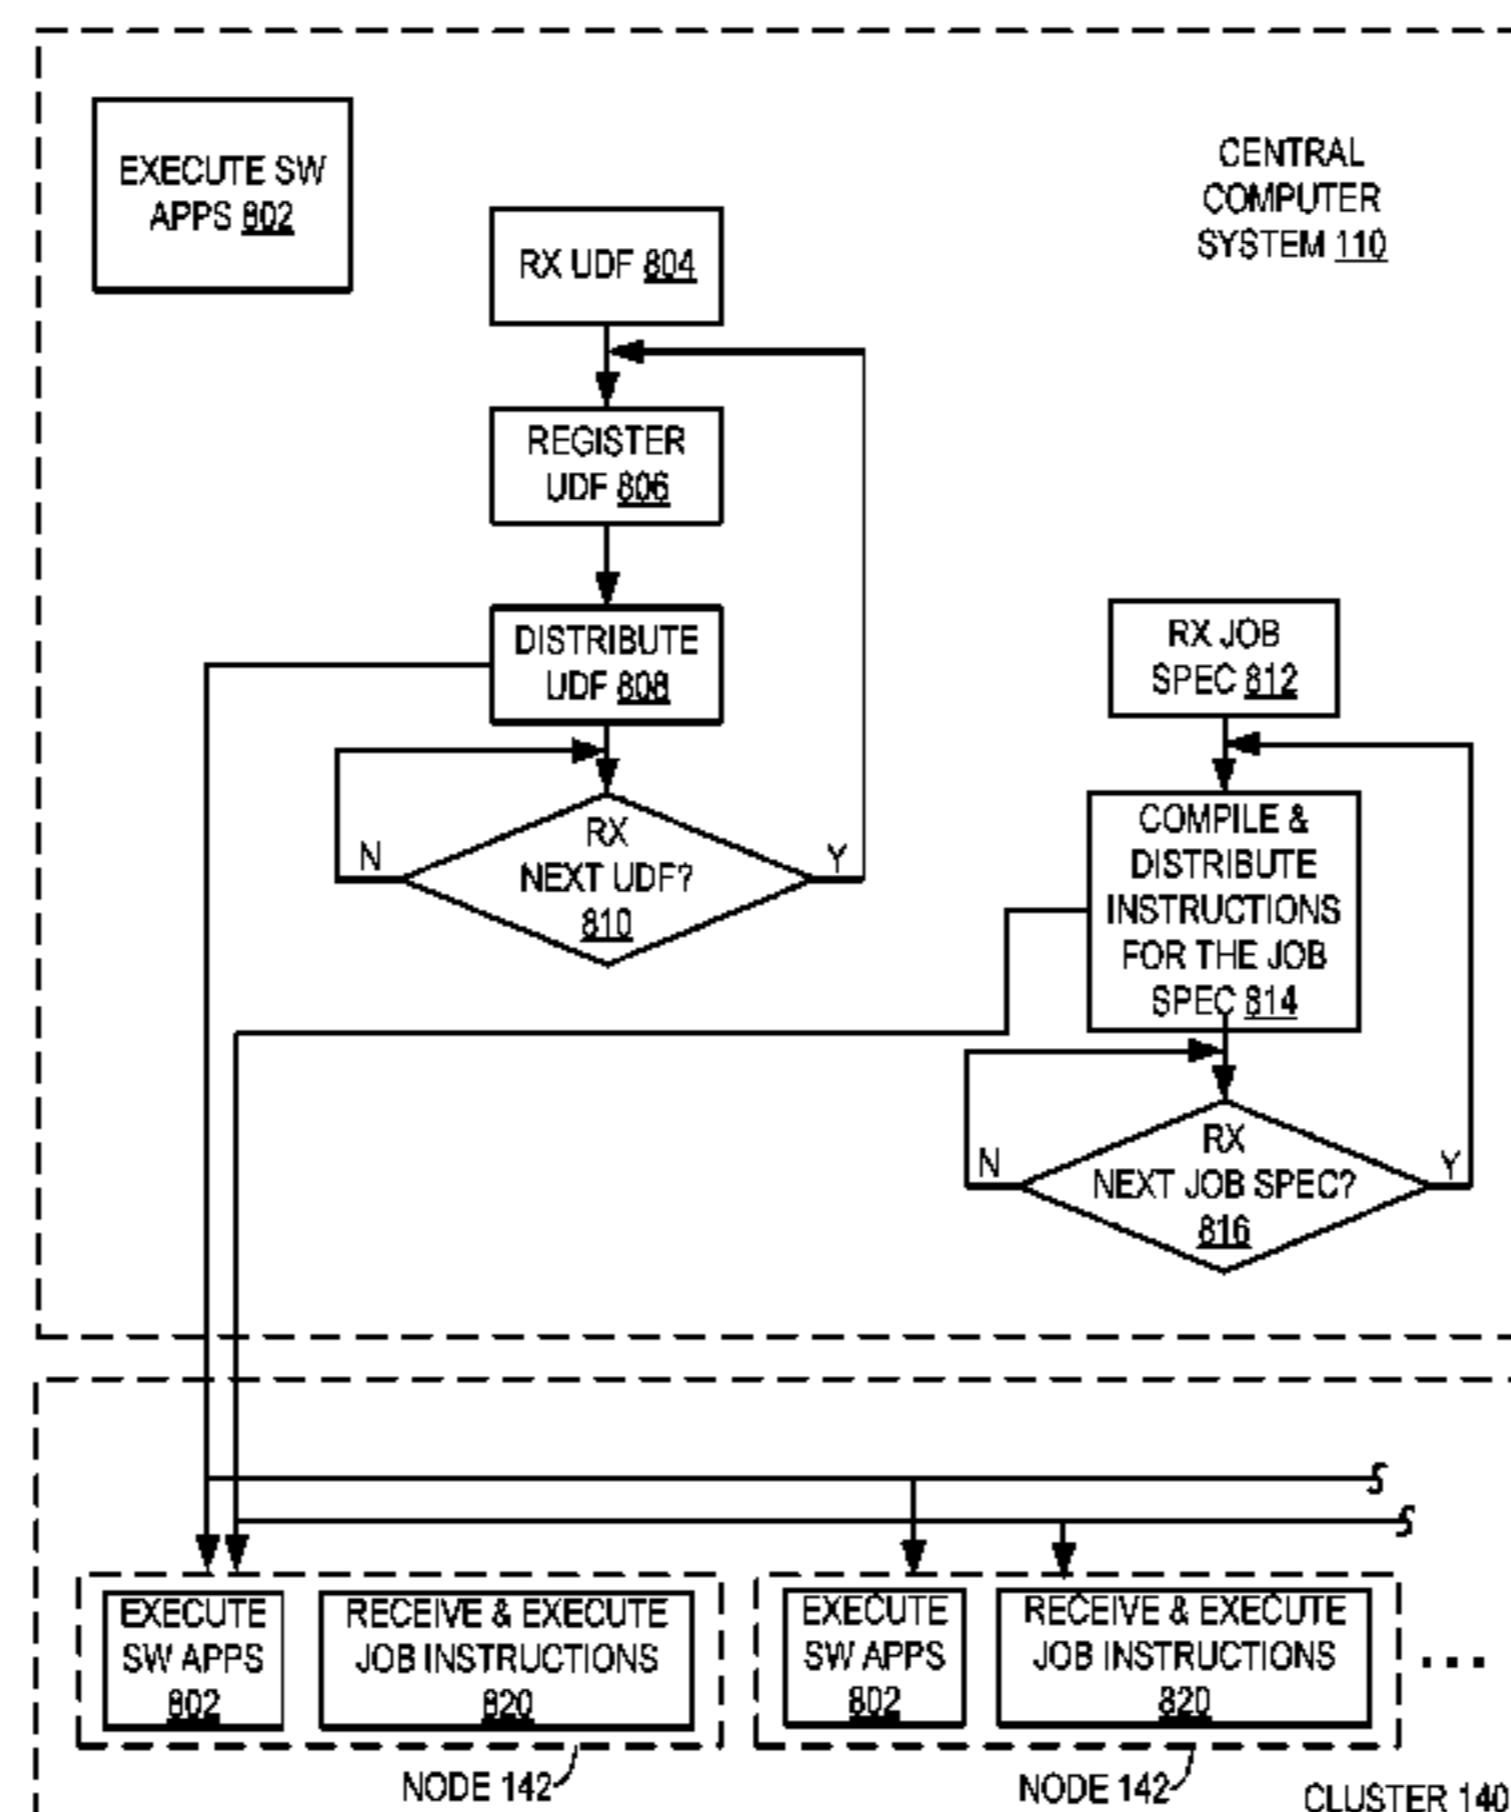 EXECUTE SW
APPS 802
CENTRAL
COMPUTER
SYSTEM 110
RX UDF 804
REGISTER
UDF 806
DISTRIBUTE
UDF 808
RX
NEXT UDF?
810
N
Y
RX JOB
SPEC 812
COMPILE &
DISTRIBUTE
INSTRUCTIONS
FOR THE JOB
SPEC 814
RX
NEXT JOB SPEC?
816
N
Y
EXECUTE
SW APPS
802
RECEIVE & EXECUTE
JOB INSTRUCTIONS
820
NODE 142
EXECUTE
SW APPS
802
RECEIVE & EXECUTE
JOB INSTRUCTIONS
820
NODE 142
...
CLUSTER 140